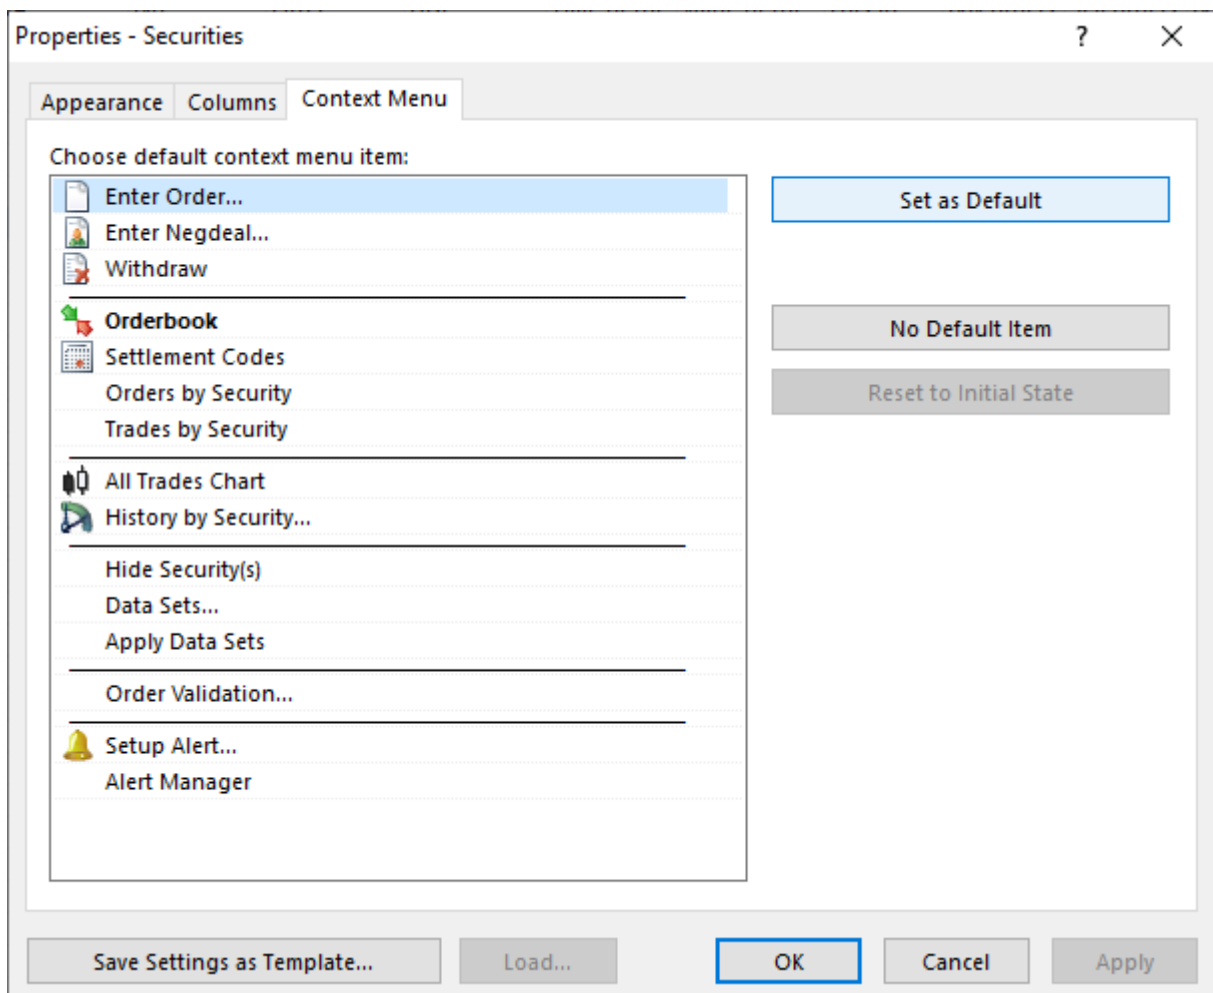 Properties - Securities
Appearance Columns Context Menu
Choose default context menu item:
Enter Order...
Set as Default
Enter Negdeal...
Withdraw
Orderbook
No Default Item
Settlement Codes
Orders by Security
Reset to Initial State
Trades by Security
All Trades Chart
History by Security...
Hide Security(s)
Data Sets...
Apply Data Sets
Order Validation...
Setup Alert...
Alert Manager
Save Settings as Template... Load... OK Cancel Apply